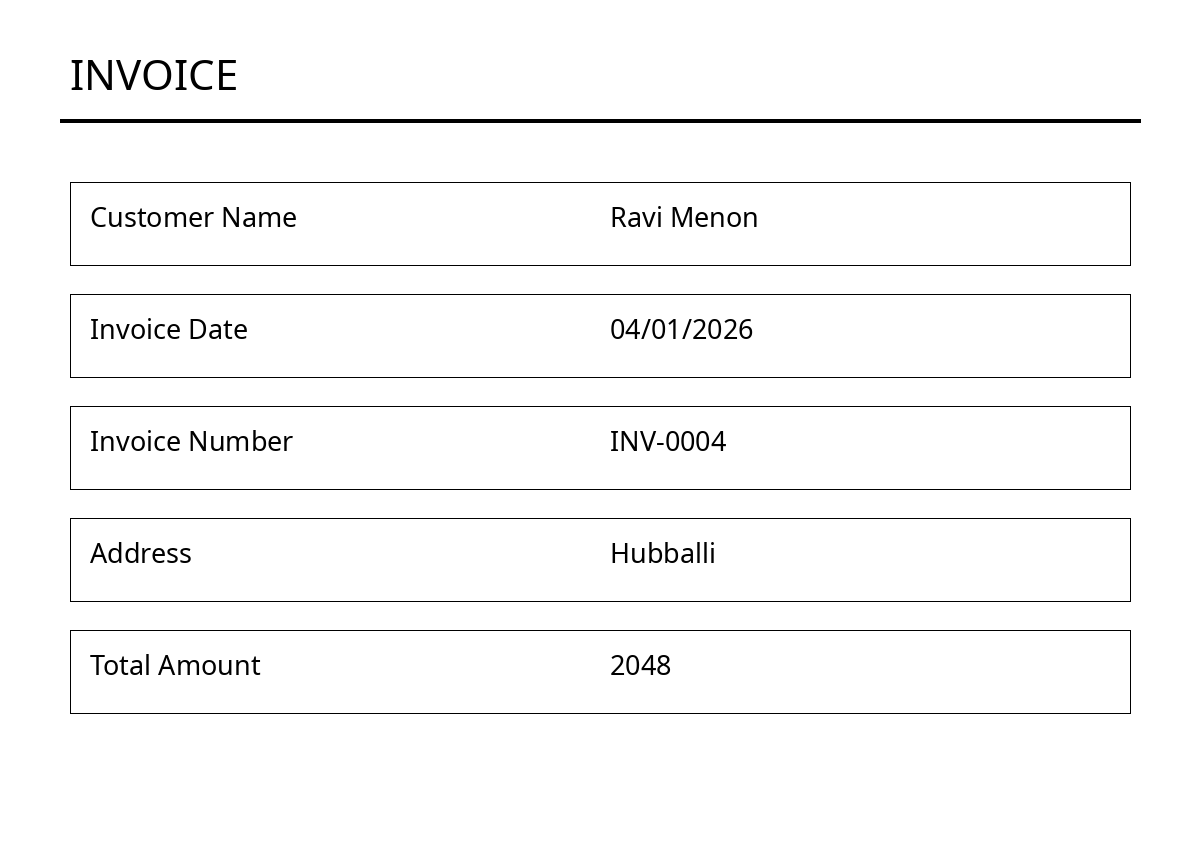 INVOICE
Customer Name Ravi Menon
Invoice Date 04/01/2026
Invoice Number INV-0004
Address Hubballi
Total Amount 2048